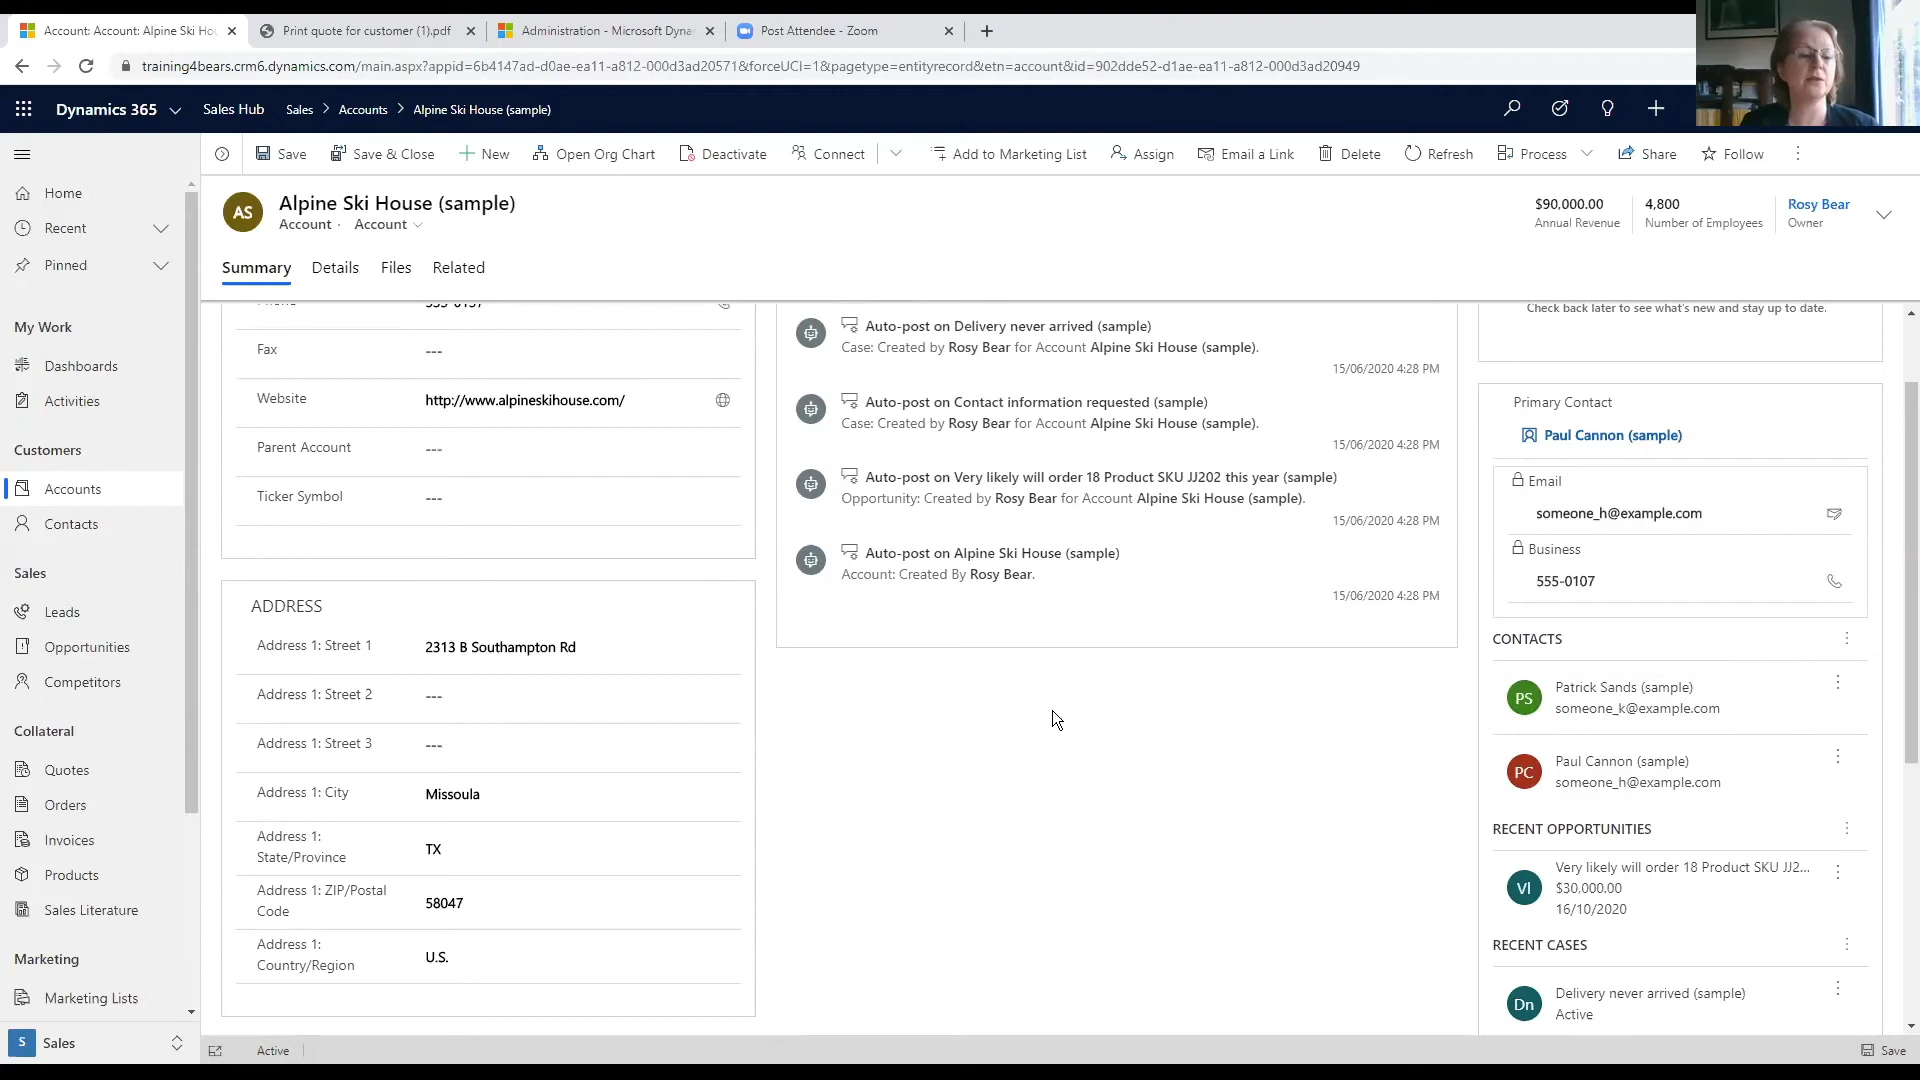 Account: Account: Alpine Ski Hou
Print quote for customer (1).pdf
Administration - Microsoft Dynam
Post Attendee - Zoom
training4bears.crm6.dynamics.com/main.aspx?appid=6b4147ad-d0ae-ea11-a812-000d3ad20571&forceUCI=1&pagetype=entityrecord&etn=account&id=902dde52-d1ae-ea11-a812-000d3ad20949
Dynamics 365
Sales Hub
Sales > Accounts > Alpine Ski House (sample)
Save
Save & Close
New
Open Org Chart
Deactivate
Connect
Add to Marketing List
Assign
Email a Link
Delete
Refresh
Process
Share
Follow
Home
Recent
Pinned
My Work
Dashboards
Activities
Customers
Accounts
Contacts
Sales
Leads
Opportunities
Competitors
Collateral
Quotes
Orders
Invoices
Products
Sales Literature
Marketing
Marketing Lists
S Sales
AS
Alpine Ski House (sample)
Account · Account
$90,000.00
Annual Revenue
4,800
Number of Employees
Rosy Bear
Owner
Summary
Details
Files
Related
Fax
---
Website
http://www.alpineskihouse.com/
Parent Account
---
Ticker Symbol
---
ADDRESS
Address 1: Street 1
2313 B Southampton Rd
Address 1: Street 2
---
Address 1: Street 3
---
Address 1: City
Missoula
Address 1:
State/Province
TX
Address 1: ZIP/Postal
Code
58047
Address 1:
Country/Region
U.S.
Auto-post on Delivery never arrived (sample)
Case: Created by Rosy Bear for Account Alpine Ski House (sample).
15/06/2020 4:28 PM
Auto-post on Contact information requested (sample)
Case: Created by Rosy Bear for Account Alpine Ski House (sample).
15/06/2020 4:28 PM
Auto-post on Very likely will order 18 Product SKU JJ202 this year (sample)
Opportunity: Created by Rosy Bear for Account Alpine Ski House (sample).
15/06/2020 4:28 PM
Auto-post on Alpine Ski House (sample)
Account: Created By Rosy Bear.
15/06/2020 4:28 PM
Check back later to see what's new and stay up to date.
Primary Contact
Paul Cannon (sample)
Email
someone_h@example.com
Business
555-0107
CONTACTS
PS
Patrick Sands (sample)
someone_k@example.com
PC
Paul Cannon (sample)
someone_h@example.com
RECENT OPPORTUNITIES
Vl
Very likely will order 18 Product SKU JJ2...
$30,000.00
16/10/2020
RECENT CASES
Dn
Delivery never arrived (sample)
Active
Active
Save